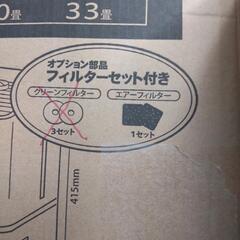 0畳 33畳
オプション部品
フィルターセット付き
クリーンフィルター エアーフィルター
3セット 1セット
415mm